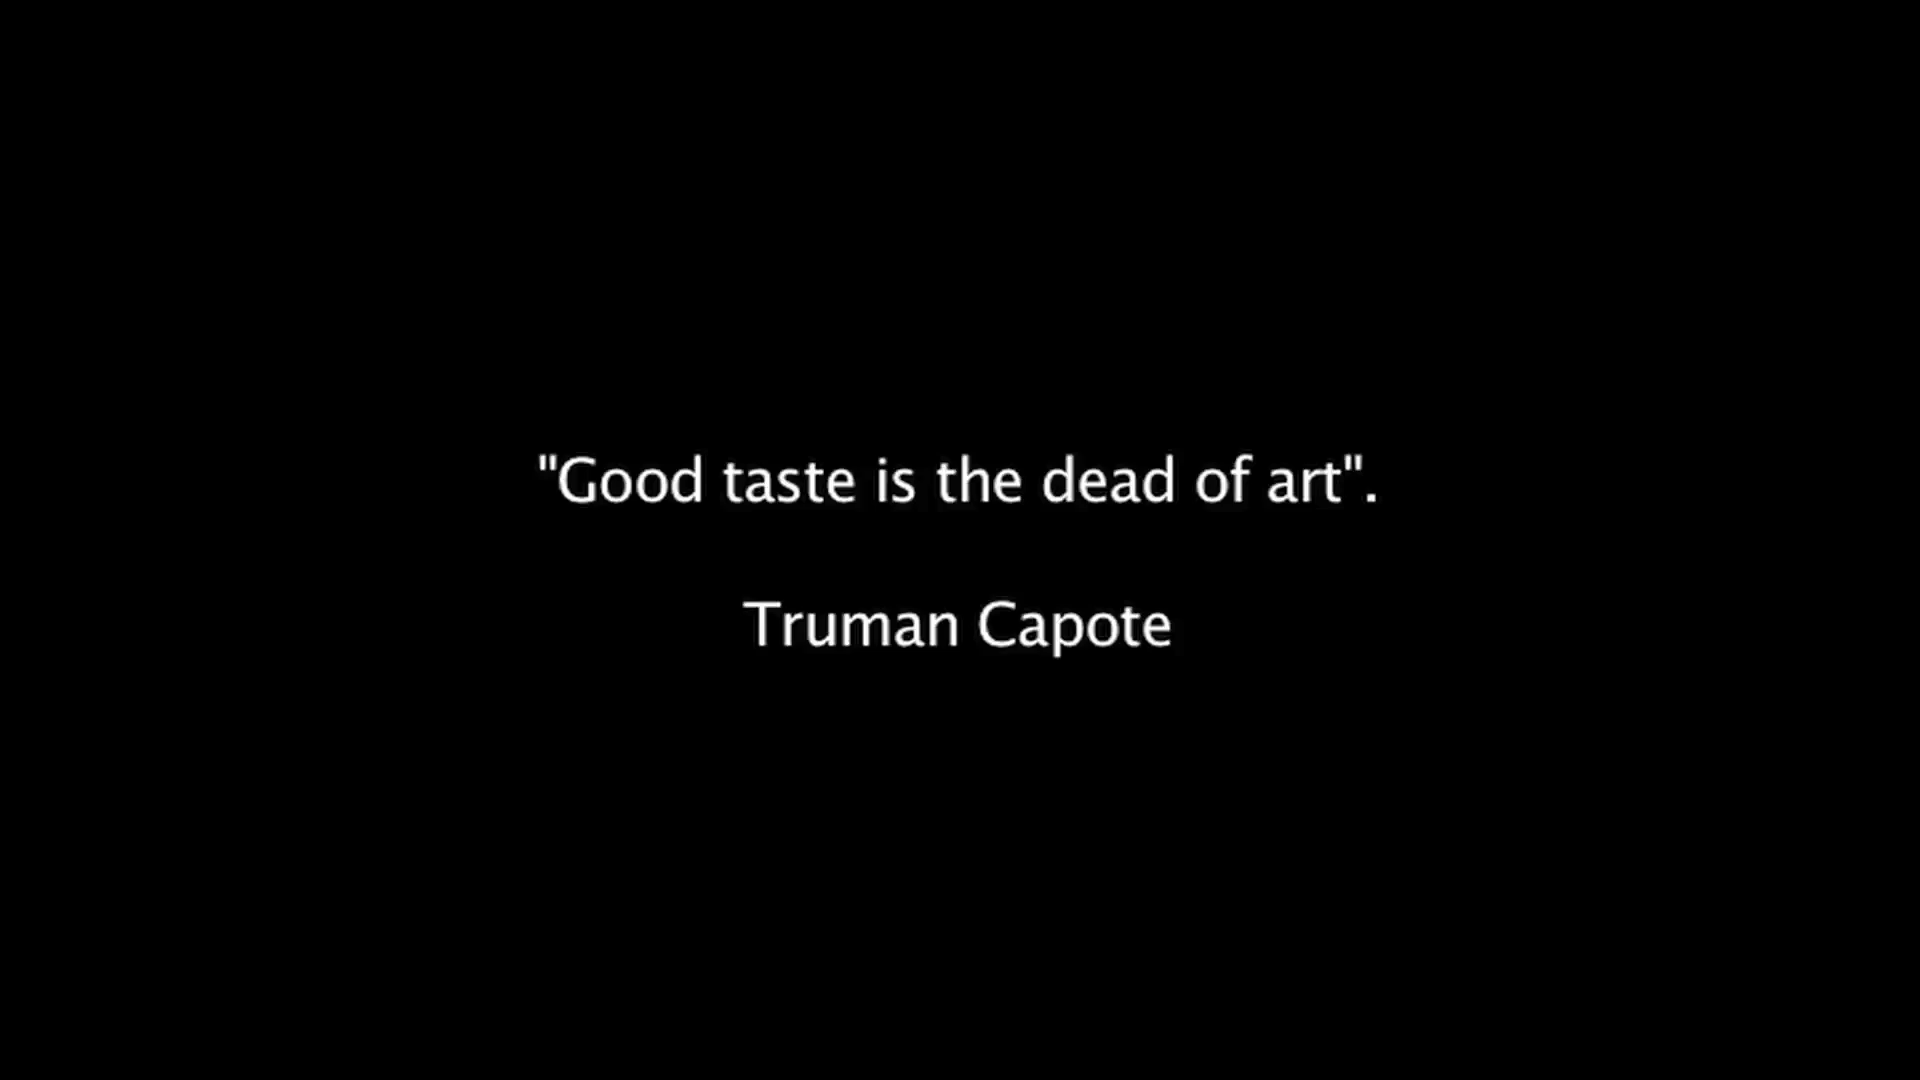 "Good taste is the dead of art".
Truman Capote